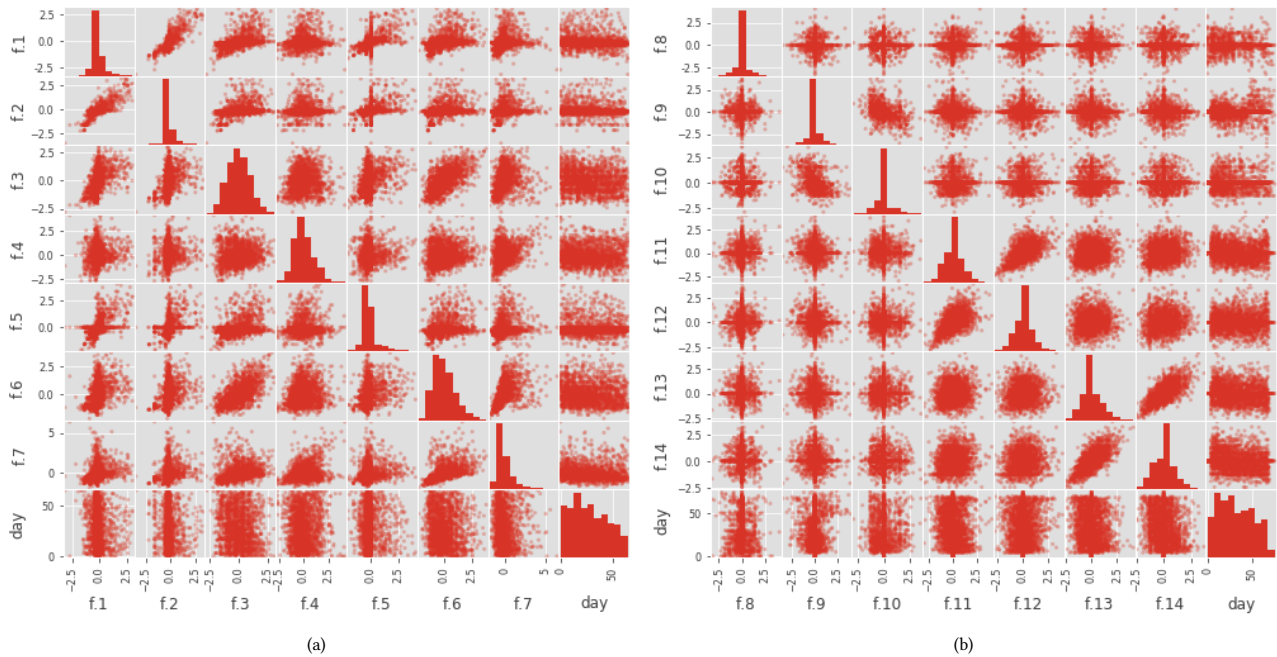 f.1 2.5 0.0 −2.5
f.2 2.5 0.0 −2.5
f.3 2.5 0.0 −2.5
f.4 2.5 0.0 −2.5
f.5 2.5 0.0
f.6 2.5 0.0
f.7 5 0
day 50 0
−2.5 0.0 2.5 −2.5 0.0 2.5 −2.5 0.0 2.5 −2.5 0.0 2.5 −2.5 0.0 2.5 −2.5 0.0 2.5 0 5 0 50
f.1 f.2 f.3 f.4 f.5 f.6 f.7 day
(a)
f.8 2.5 0.0 −2.5
f.9 2.5 0.0 −2.5
f.10 2.5 0.0 −2.5
f.11 2.5 0.0 −2.5
f.12 2.5 0.0 −2.5
f.13 2.5 0.0 −2.5
f.14 2.5 0.0 −2.5
day 50 0
−2.5 0.0 2.5 −2.5 0.0 2.5 −2.5 0.0 2.5 −2.5 0.0 2.5 −2.5 0.0 2.5 −2.5 0.0 2.5 −2.5 0.0 2.5 0 50
f.8 f.9 f.10 f.11 f.12 f.13 f.14 day
(b)